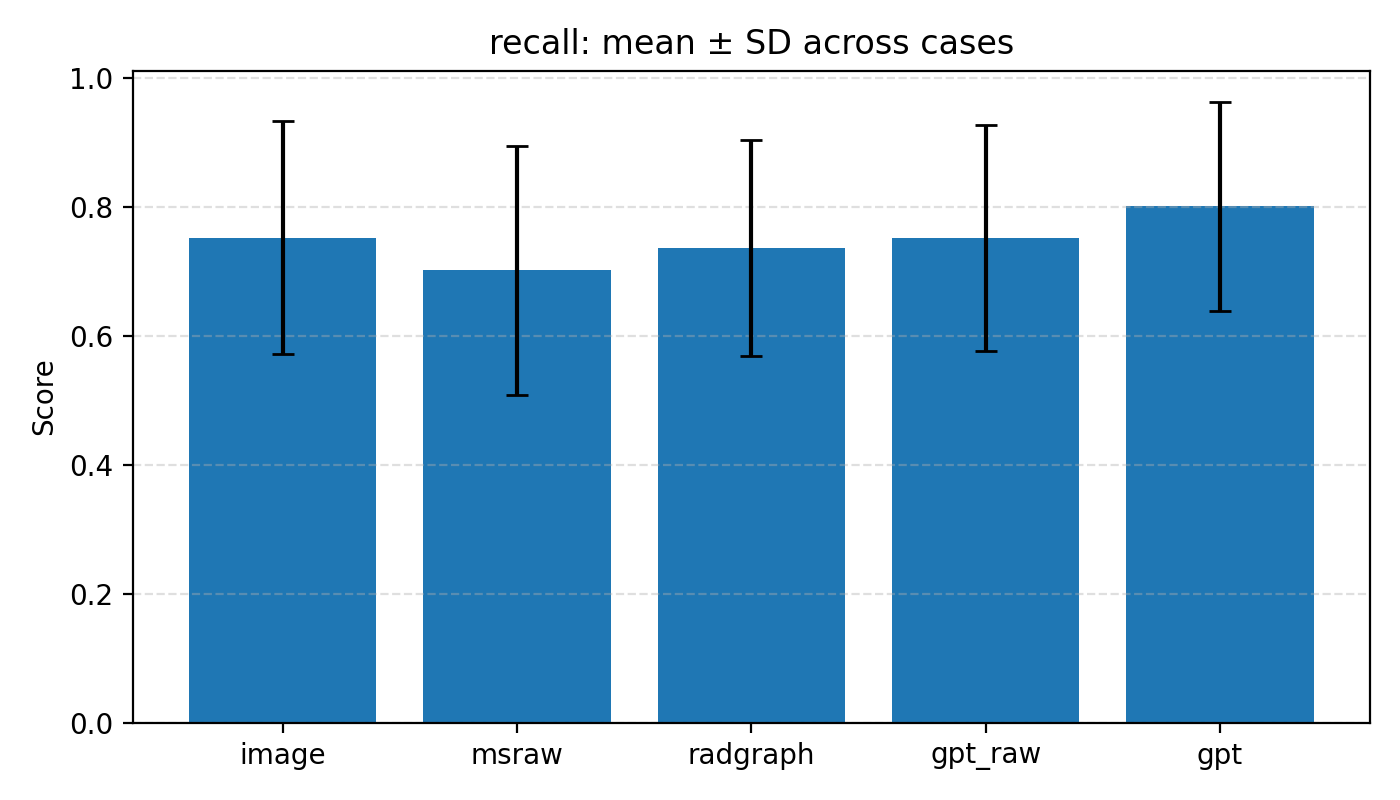 recall: mean ± SD across cases
Score
1.0
0.8
0.6
0.4
0.2
0.0
image
msraw
radgraph
gpt_raw
gpt